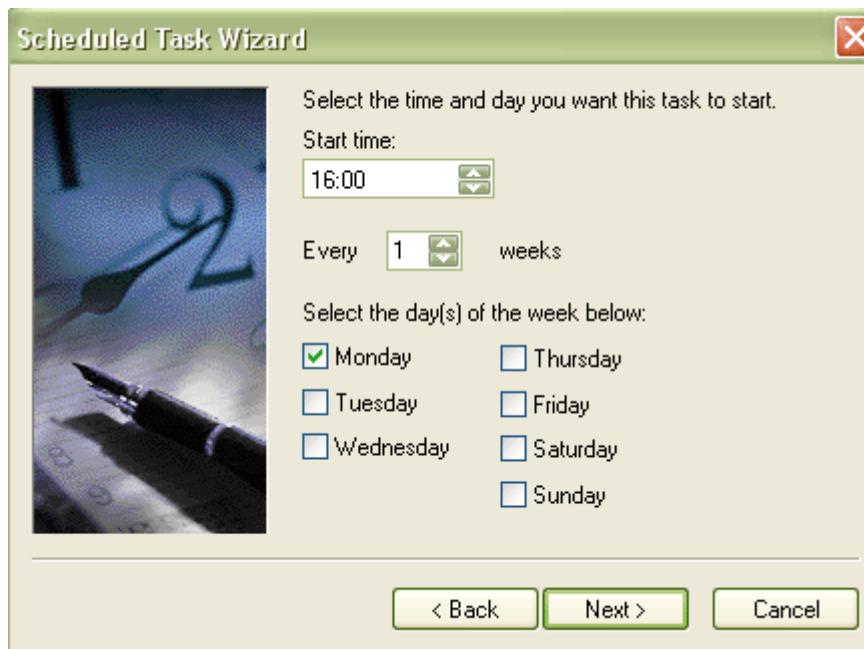 Scheduled Task Wizard
Select the time and day you want this task to start.
Start time:
16:00
Every 1 weeks
Select the day(s) of the week below:
Monday
Thursday
Tuesday
Friday
Wednesday
Saturday
Sunday
< Back
Next >
Cancel